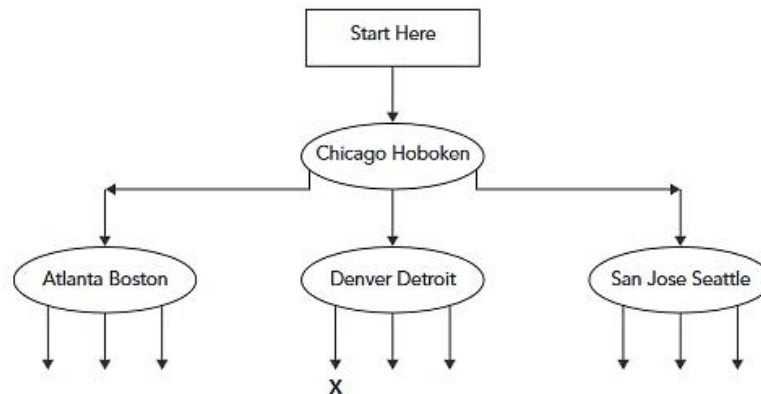 Start Here
Chicago Hoboken
Atlanta Boston
Denver Detroit
San Jose Seattle
X